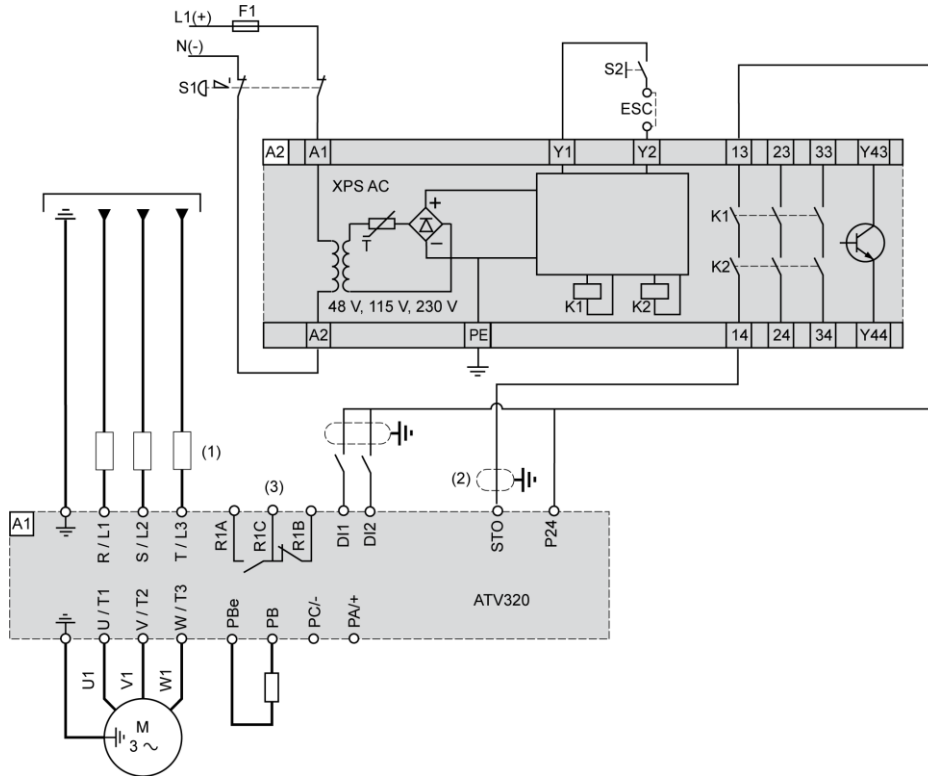 L1(+)
F1
N(-)
S1
S2
ESC
A2
A1
Y1
Y2
13
23
33
Y43
XPS AC
+
T
−
K1
K2
48 V, 115 V, 230 V
K1
K2
A2
PE
14
24
34
Y44
(1)
(3)
(2)
A1
R / L1
S / L2
T / L3
R1A
R1C
R1B
DI1
DI2
STO
P24
ATV320
U / T1
V / T2
W / T3
PBe
PB
PC/-
PA/+
U1
V1
W1
M
3 ~